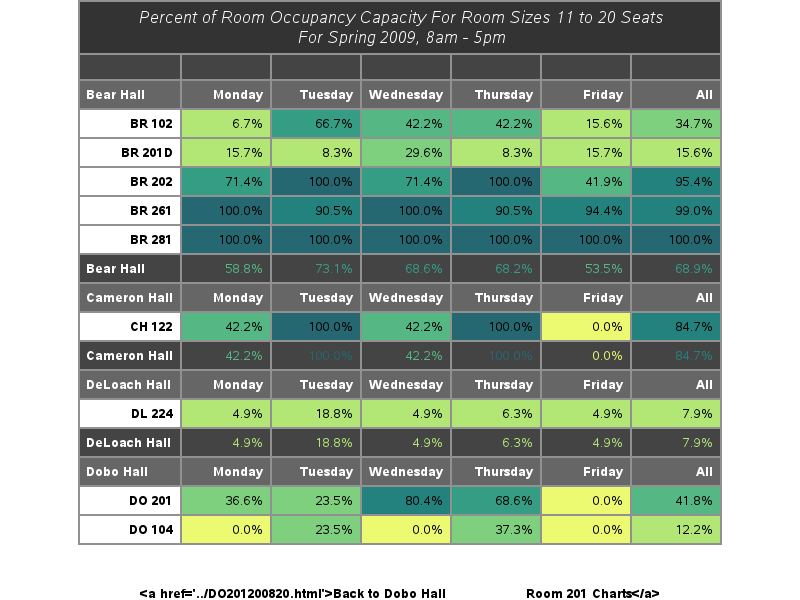 Percent of Room Occupancy Capacity For Room Sizes 11 to 20 Seats
For Spring 2009, 8am - 5pm
Bear Hall Monday Tuesday Wednesday Thursday Friday All
BR 102 6.7% 66.7% 42.2% 42.2% 15.6% 34.7%
BR 201D 15.7% 8.3% 29.6% 8.3% 15.7% 15.6%
BR 202 71.4% 100.0% 71.4% 100.0% 41.9% 95.4%
BR 261 100.0% 90.5% 100.0% 90.5% 94.4% 99.0%
BR 281 100.0% 100.0% 100.0% 100.0% 100.0% 100.0%
Bear Hall 58.8% 73.1% 68.6% 68.2% 53.5% 68.9%
Cameron Hall Monday Tuesday Wednesday Thursday Friday All
CH 122 42.2% 100.0% 42.2% 100.0% 0.0% 84.7%
Cameron Hall 42.2% 100.0% 42.2% 100.0% 0.0% 84.7%
DeLoach Hall Monday Tuesday Wednesday Thursday Friday All
DL 224 4.9% 18.8% 4.9% 6.3% 4.9% 7.9%
DeLoach Hall 4.9% 18.8% 4.9% 6.3% 4.9% 7.9%
Dobo Hall Monday Tuesday Wednesday Thursday Friday All
DO 201 36.6% 23.5% 80.4% 68.6% 0.0% 41.8%
DO 104 0.0% 23.5% 0.0% 37.3% 0.0% 12.2%
<a href='../DO201200820.html'>Back to Dobo Hall Room 201 Charts</a>